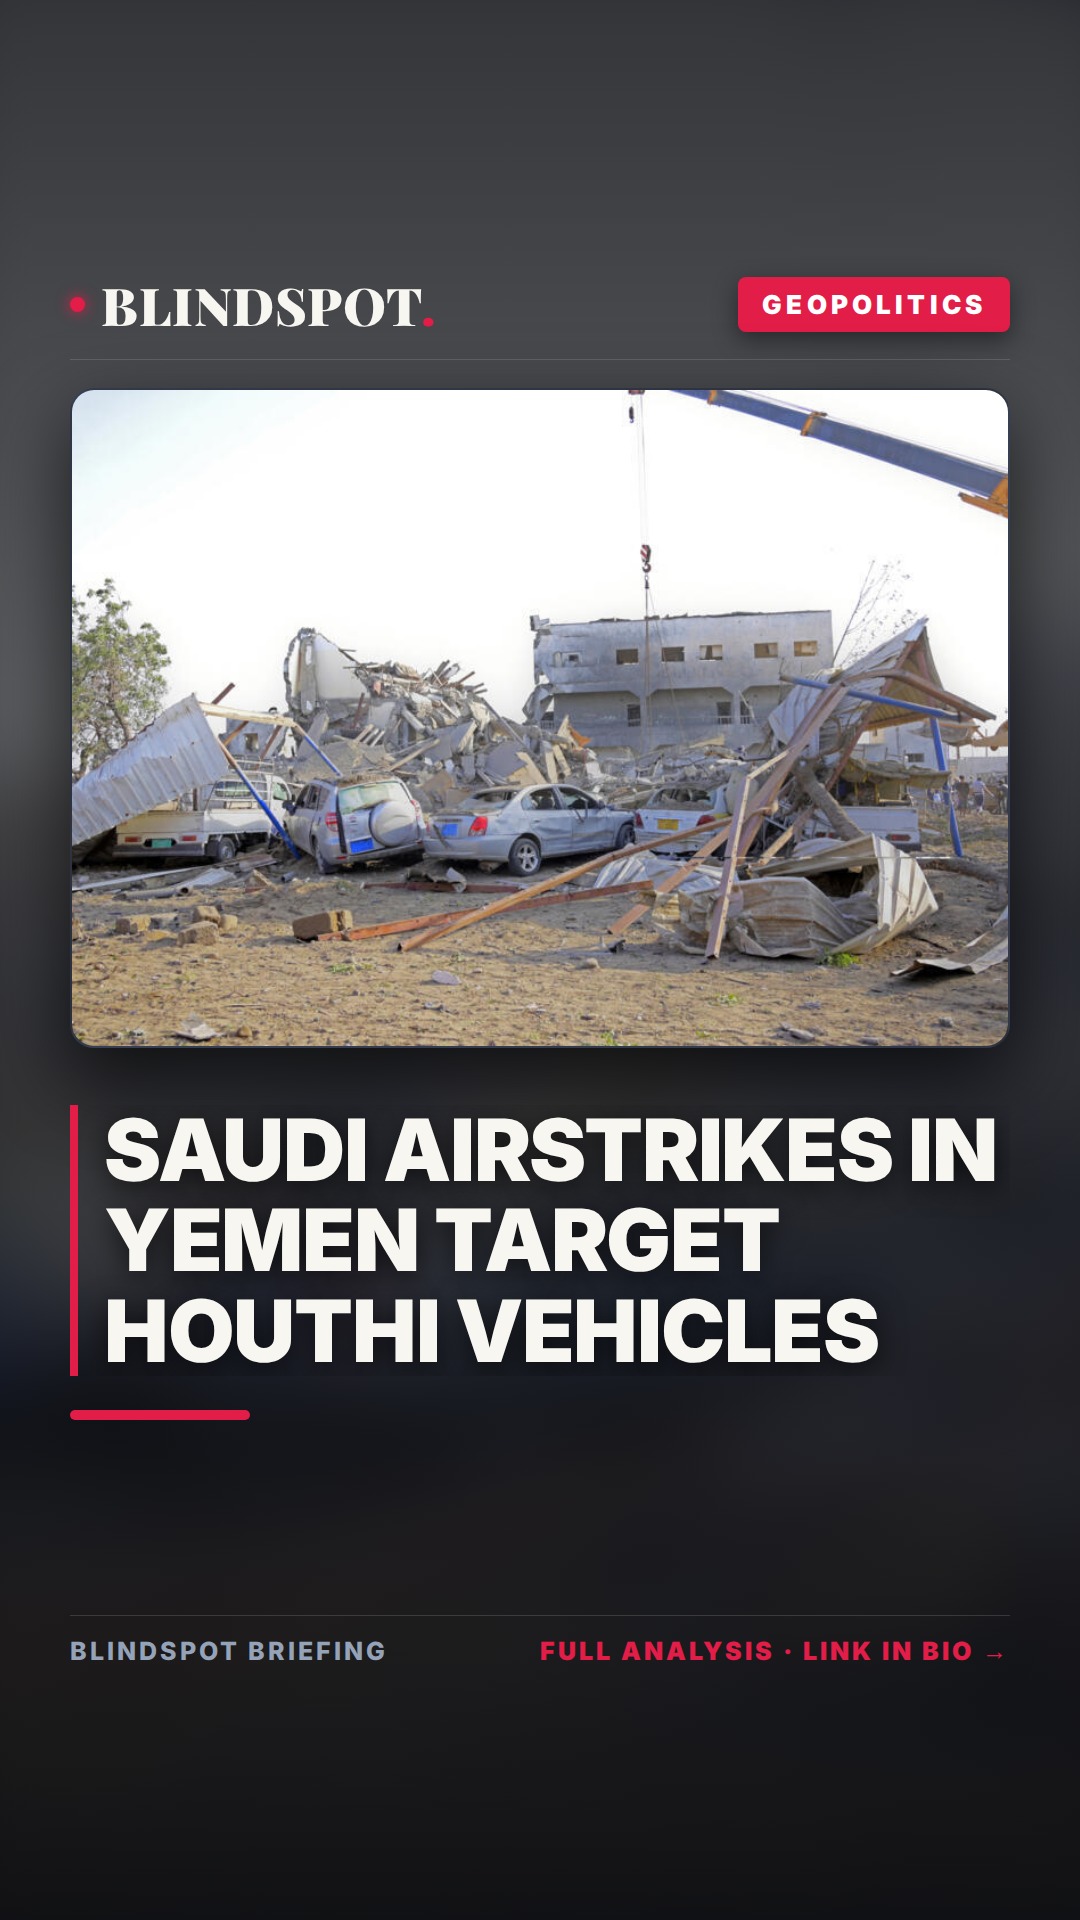 BLINDSPOT.
GEOPOLITICS
SAUDI AIRSTRIKES IN
YEMEN TARGET
HOUTHI VEHICLES
BLINDSPOT BRIEFING
FULL ANALYSIS · LINK IN BIO →